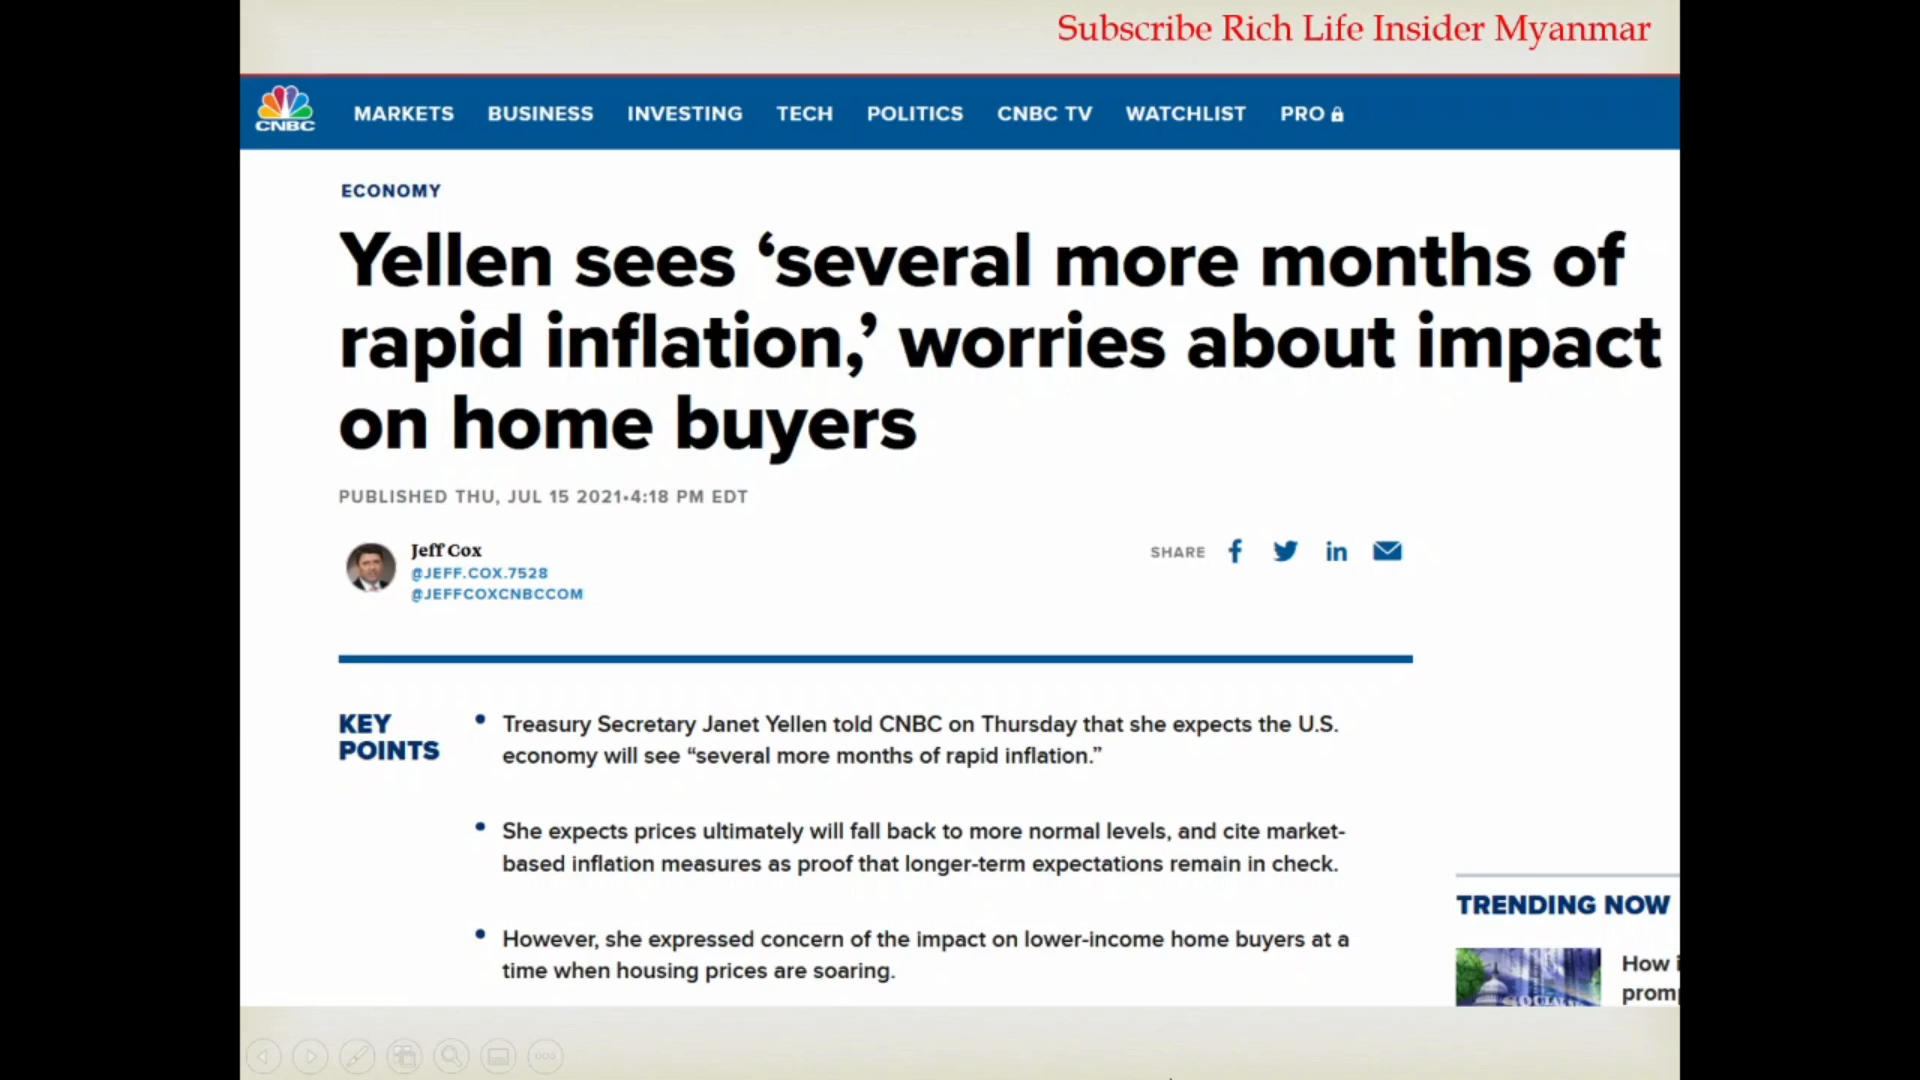 Subscribe Rich Life Insider Myanmar
CNBC
MARKETS BUSINESS INVESTING TECH POLITICS CNBC TV WATCHLIST PRO
ECONOMY
Yellen sees ‘several more months of
rapid inflation,’ worries about impact
on home buyers
PUBLISHED THU, JUL 15 2021•4:18 PM EDT
Jeff Cox
@JEFF.COX.7528
@JEFFCOXCNBCCOM
SHARE
KEY
POINTS
• Treasury Secretary Janet Yellen told CNBC on Thursday that she expects the U.S.
economy will see “several more months of rapid inflation.”
• She expects prices ultimately will fall back to more normal levels, and cite market-
based inflation measures as proof that longer-term expectations remain in check.
• However, she expressed concern of the impact on lower-income home buyers at a
time when housing prices are soaring.
TRENDING NOW
How